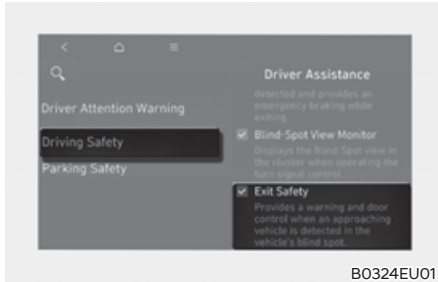 Driver Assistance
detected and provides an
emergency braking while
exiting.
Driver Attention Warning
Blind-Spot View Monitor
Driving Safety
Displays the Blind Spot view in
the cluster when operating the
turn signal control.
Parking Safety
Exit Safety
Provides a warning and door
control when an approaching
vehicle is detected in the
vehicle's blind spot.
B0324EU01